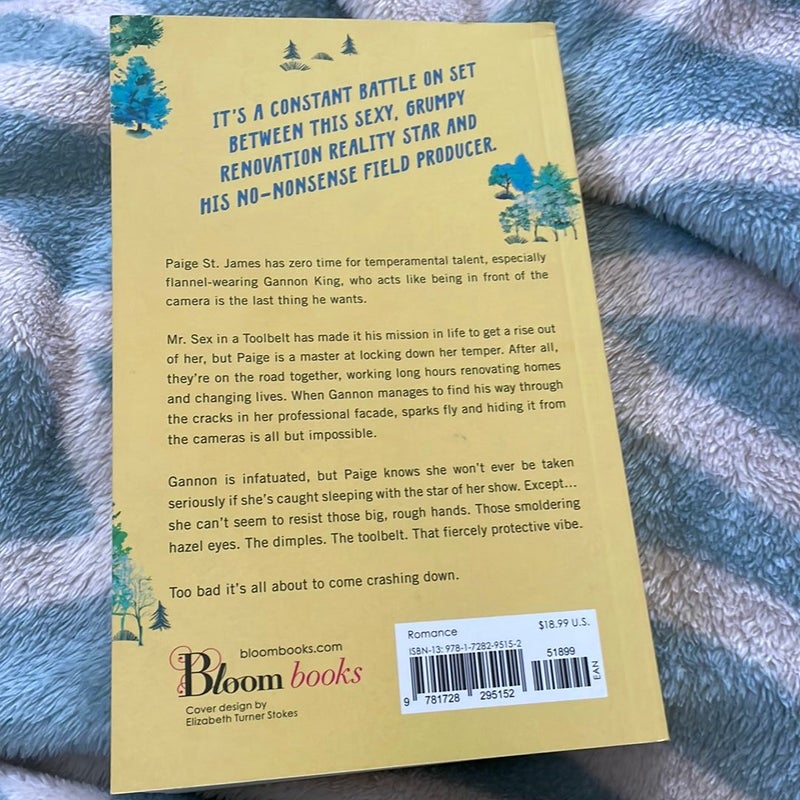 IT'S A CONSTANT BATTLE ON SET
BETWEEN THIS SEXY, GRUMPY
RENOVATION REALITY STAR AND
HIS NO-NONSENSE FIELD PRODUCER.
Paige St. James has zero time for temperamental talent, especially
flannel-wearing Gannon King, who acts like being in front of the
camera is the last thing he wants.
Mr. Sex in a Toolbelt has made it his mission in life to get a rise out
of her, but Paige is a master at locking down her temper. After all,
they're on the road together, working long hours renovating homes
and changing lives. When Gannon manages to find his way through
the cracks in her professional facade, sparks fly and hiding it from
the cameras is all but impossible.
Gannon is infatuated, but Paige knows she won't ever be taken
seriously if she's caught sleeping with the star of her show. Except...
she can't seem to resist those big, rough hands. Those smoldering
hazel eyes. The dimples. The toolbelt. That fiercely protective vibe.
Too bad it's all about to come crashing down.
bloombooks.com
Bloom books
Cover design by
Elizabeth Turner Stokes
Romance $18.99 U.S.
ISBN-13: 978-1-7282-9515-2
51899
EAN
9 781728 295152